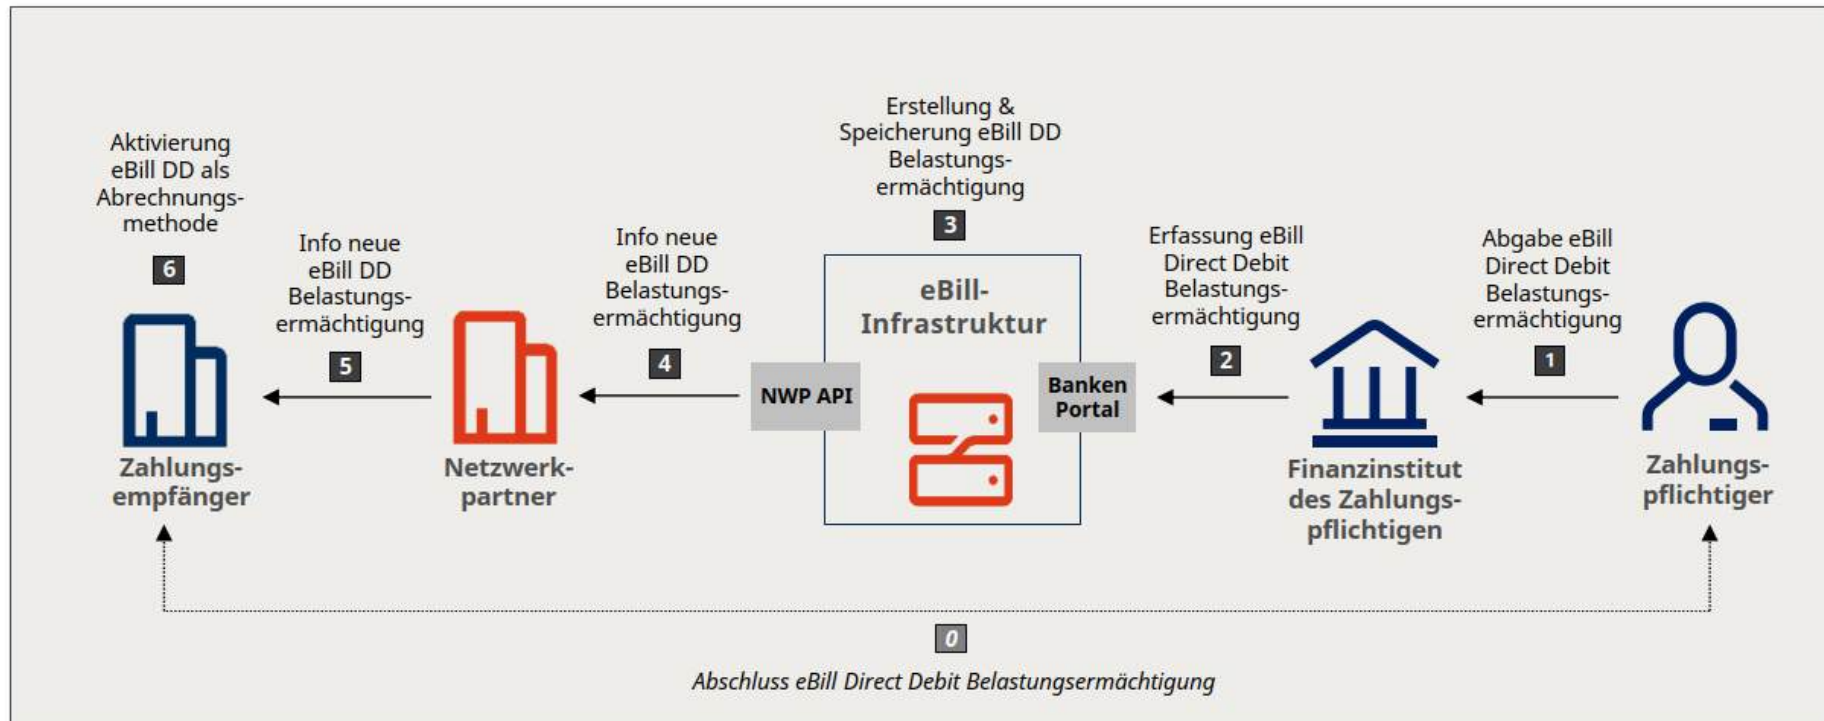 Aktivierung
eBill DD als
Abrechnungs-
methode
6
Zahlungs-
empfänger
Info neue
eBill DD
Belastungs-
ermächtigung
5
Netzwerk-
partner
Info neue
eBill DD
Belastungs-
ermächtigung
4
NWP API
Erstellung &
Speicherung eBill DD
Belastungs-
ermächtigung
3
eBill-
Infrastruktur
Banken
Portal
Erfassung eBill
Direct Debit
Belastungs-
ermächtigung
2
Finanzinstitut
des Zahlungs-
pflichtigen
Abgabe eBill
Direct Debit
Belastungs-
ermächtigung
1
Zahlungs-
pflichtiger
0
Abschluss eBill Direct Debit Belastungsermächtigung